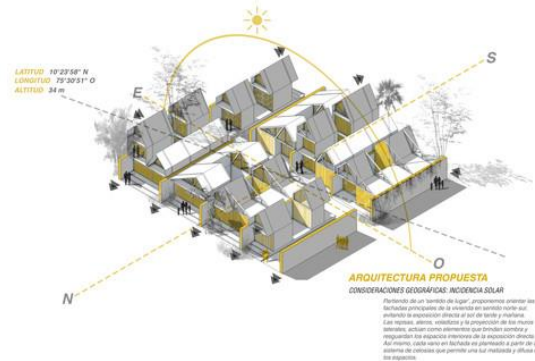 LATITUD 10°23'58" N
LONGITUD 75°30'51" O
ALTITUD 34 m
E
S
N
O
ARQUITECTURA PROPUESTA
CONSIDERACIONES GEOGRÁFICAS: INCIDENCIA SOLAR
Partiendo de un 'sentido de lugar', proponemos orientar las
fachadas principales de la vivienda en sentido norte sur,
evitando la exposición directa al sol de tarde y mañana.
Las repisas, aleros, voladizos y la proyección de los muros
laterales, actúan como elementos que brindan sombra y
resguardan los espacios interiores de la exposición directa.
Así mismo, cada vano en fachada es planteado a partir de un
sistema de celosías que permite una luz matizada y difusa
los espacios.